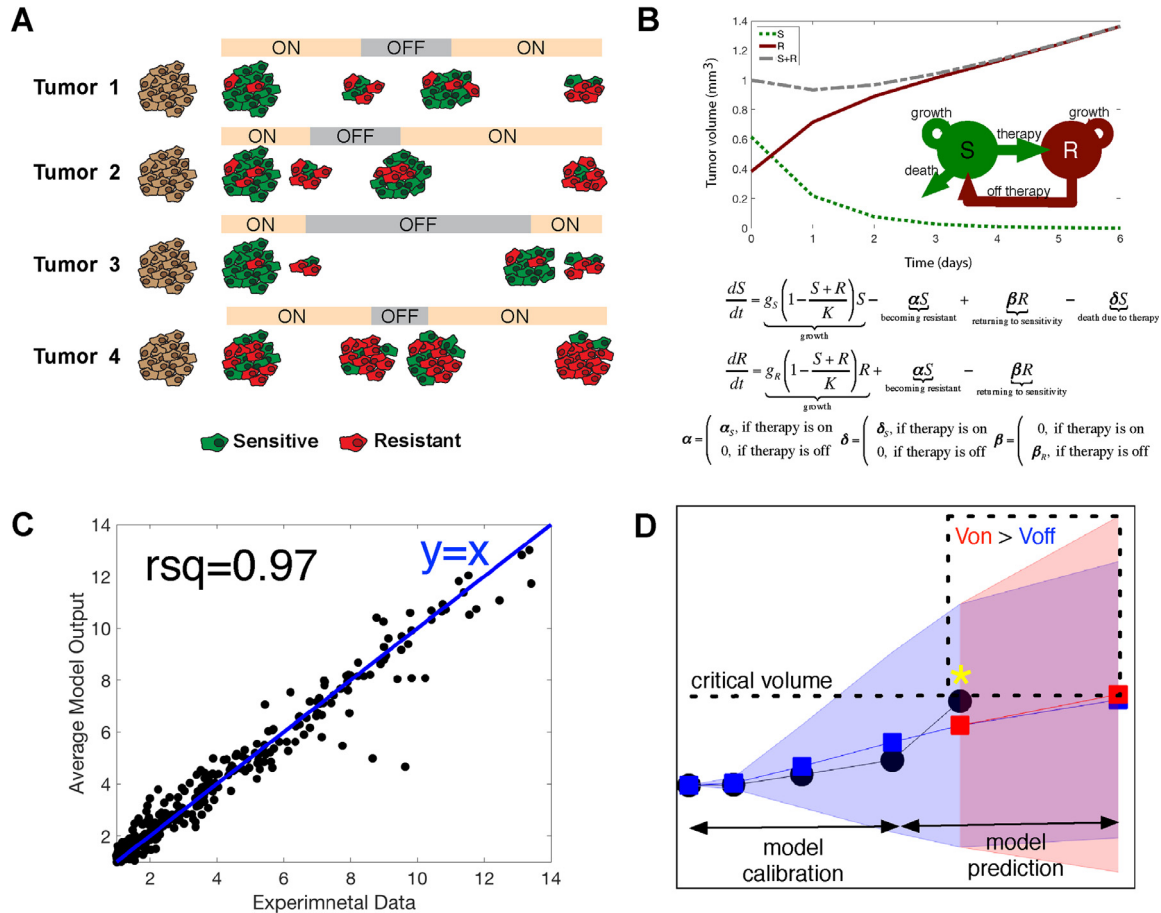 A
ON OFF ON
Tumor 1
ON OFF ON
Tumor 2
ON OFF ON
Tumor 3
ON OFF ON
Tumor 4
Sensitive Resistant
B
1.4
1.2
1
0.8
0.6
0.4
0.2
0
0 1 2 3 4 5 6
Tumor volume (mm3)
Time (days)
S
R
S+R
growth growth
therapy
S R
death
off therapy
dS/dt = gS(1 − (S + R)/K)S − αS + βR − δS
growth becoming resistant returning to sensitivity death due to therapy
dR/dt = gR(1 − (S + R)/K)R + αS − βR
growth becoming resistant returning to sensitivity
α = ( αS, if therapy is on δ = ( δS, if therapy is on β = ( 0, if therapy is on
0, if therapy is off 0, if therapy is off βR, if therapy is off
C
14
12
10
8
6
4
2
2 4 6 8 10 12 14
Average Model Output
Experimnetal Data
rsq=0.97
y=x
D
Von > Voff
*
critical volume
model
calibration
model
prediction